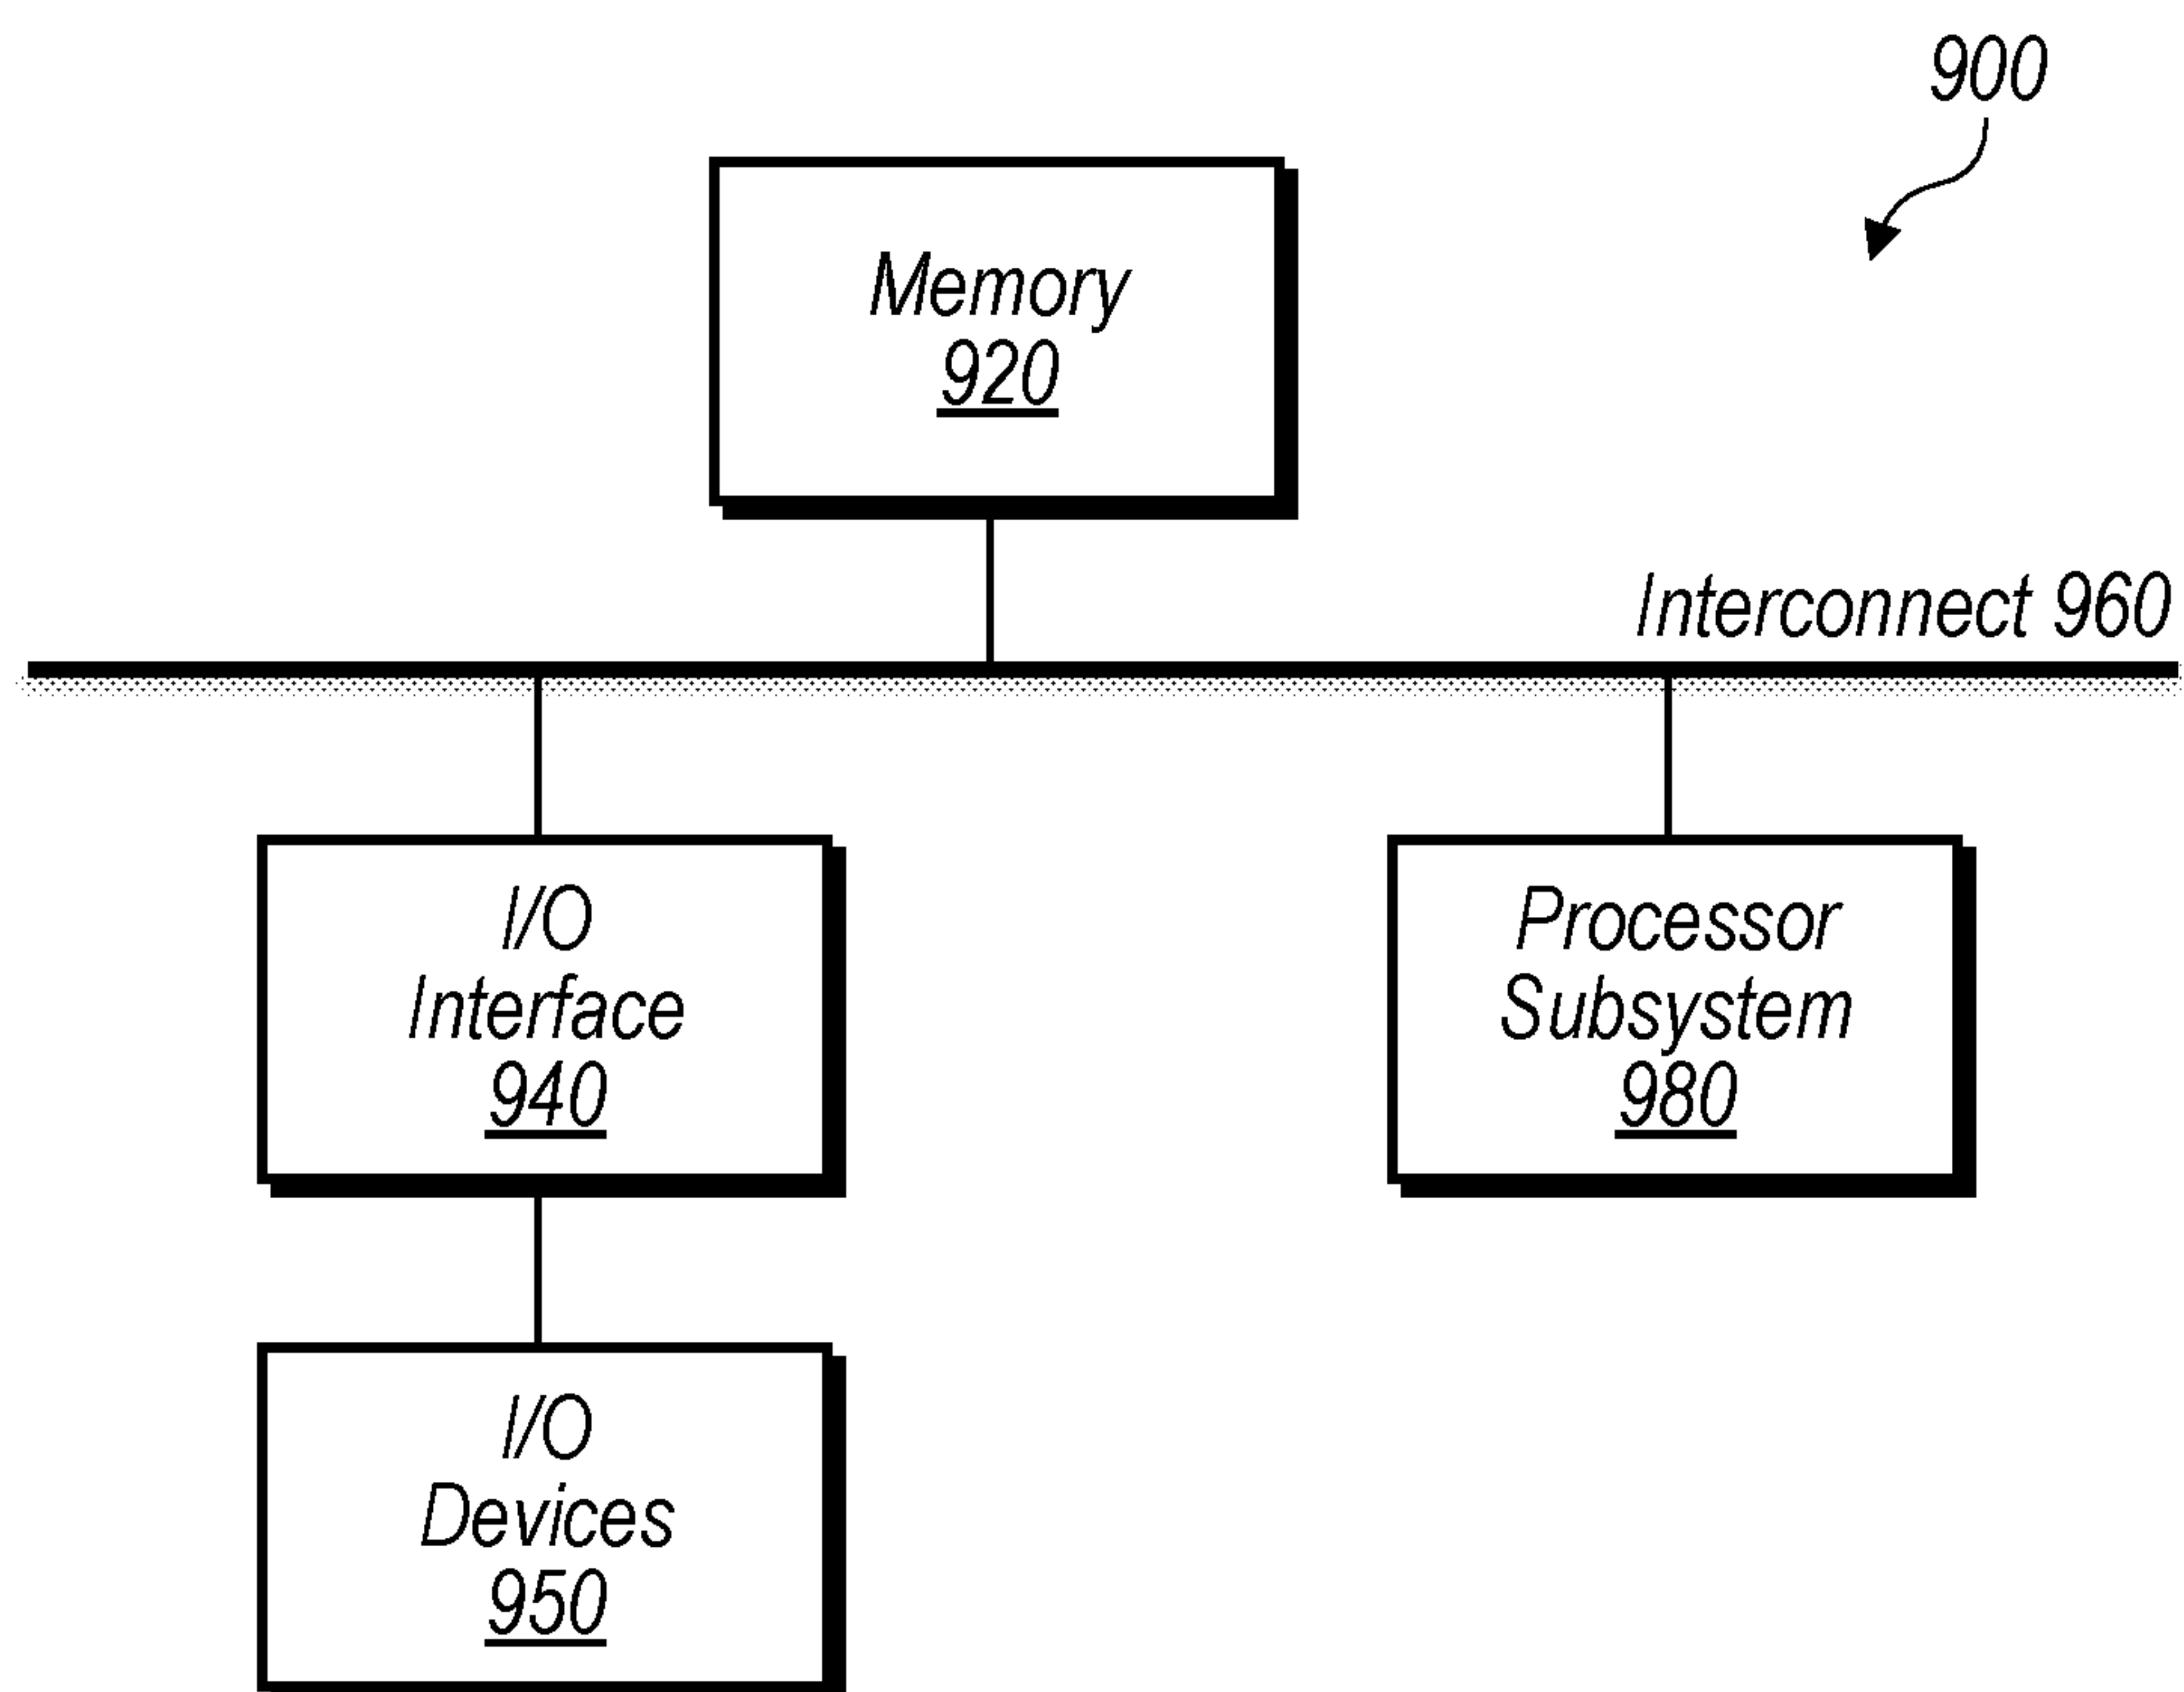 900
Memory
920
Interconnect 960
I/O
Interface
940
Processor
Subsystem
980
I/O
Devices
950